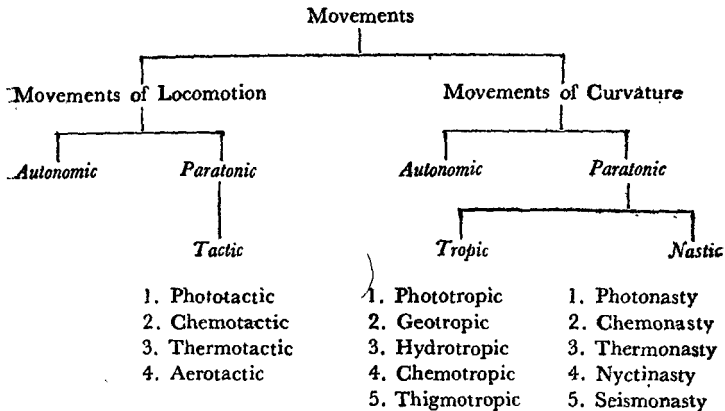 Movements
Movements of Locomotion Movements of Curvature
Autonomic Paratonic Autonomic Paratonic
Tactic Tropic Nastic
1. Phototactic 1. Phototropic 1. Photonasty
2. Chemotactic 2. Geotropic 2. Chemonasty
3. Thermotactic 3. Hydrotropic 3. Thermonasty
4. Aerotactic 4. Chemotropic 4. Nyctinasty
5. Thigmotropic 5. Seismonasty